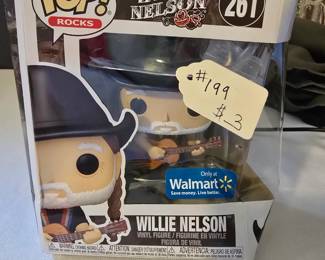 POP!
ROCKS
NELSON
261
#199
$3
Only at
Walmart
Save money. Live better.
WILLIE NELSON
VINYL FIGURE / FIGURINE EN VINYLE
FIGURA DE VINIL
ATTENTION